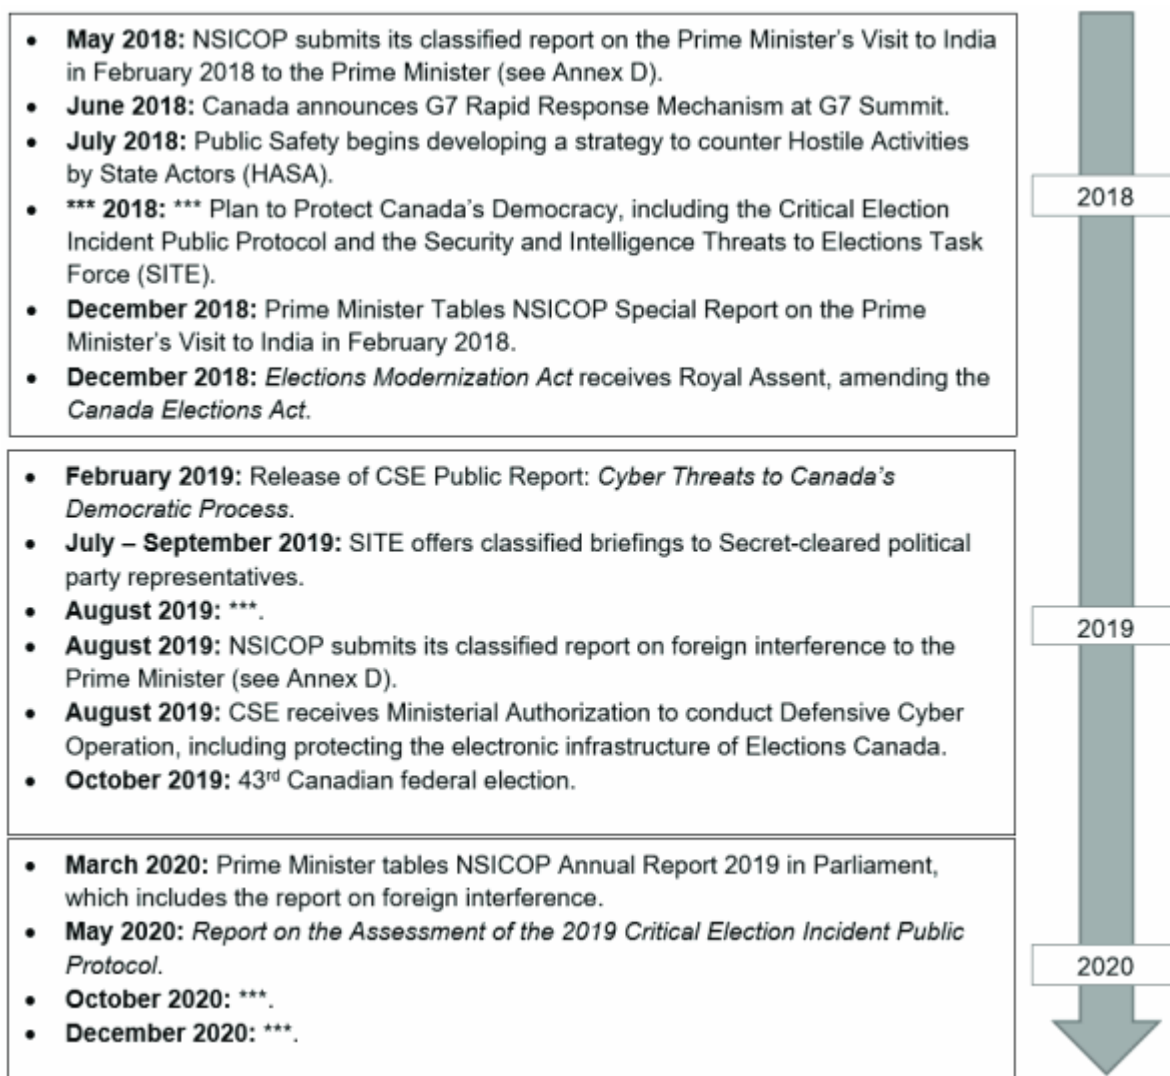 • May 2018: NSICOP submits its classified report on the Prime Minister's Visit to India
in February 2018 to the Prime Minister (see Annex D).
• June 2018: Canada announces G7 Rapid Response Mechanism at G7 Summit.
• July 2018: Public Safety begins developing a strategy to counter Hostile Activities
by State Actors (HASA).
• *** 2018: *** Plan to Protect Canada's Democracy, including the Critical Election
Incident Public Protocol and the Security and Intelligence Threats to Elections Task
Force (SITE).
• December 2018: Prime Minister Tables NSICOP Special Report on the Prime
Minister's Visit to India in February 2018.
• December 2018: Elections Modernization Act receives Royal Assent, amending the
Canada Elections Act.
2018
• February 2019: Release of CSE Public Report: Cyber Threats to Canada's
Democratic Process.
• July – September 2019: SITE offers classified briefings to Secret-cleared political
party representatives.
• August 2019: ***.
• August 2019: NSICOP submits its classified report on foreign interference to the
Prime Minister (see Annex D).
• August 2019: CSE receives Ministerial Authorization to conduct Defensive Cyber
Operation, including protecting the electronic infrastructure of Elections Canada.
• October 2019: 43rd Canadian federal election.
2019
• March 2020: Prime Minister tables NSICOP Annual Report 2019 in Parliament,
which includes the report on foreign interference.
• May 2020: Report on the Assessment of the 2019 Critical Election Incident Public
Protocol.
• October 2020: ***.
• December 2020: ***.
2020